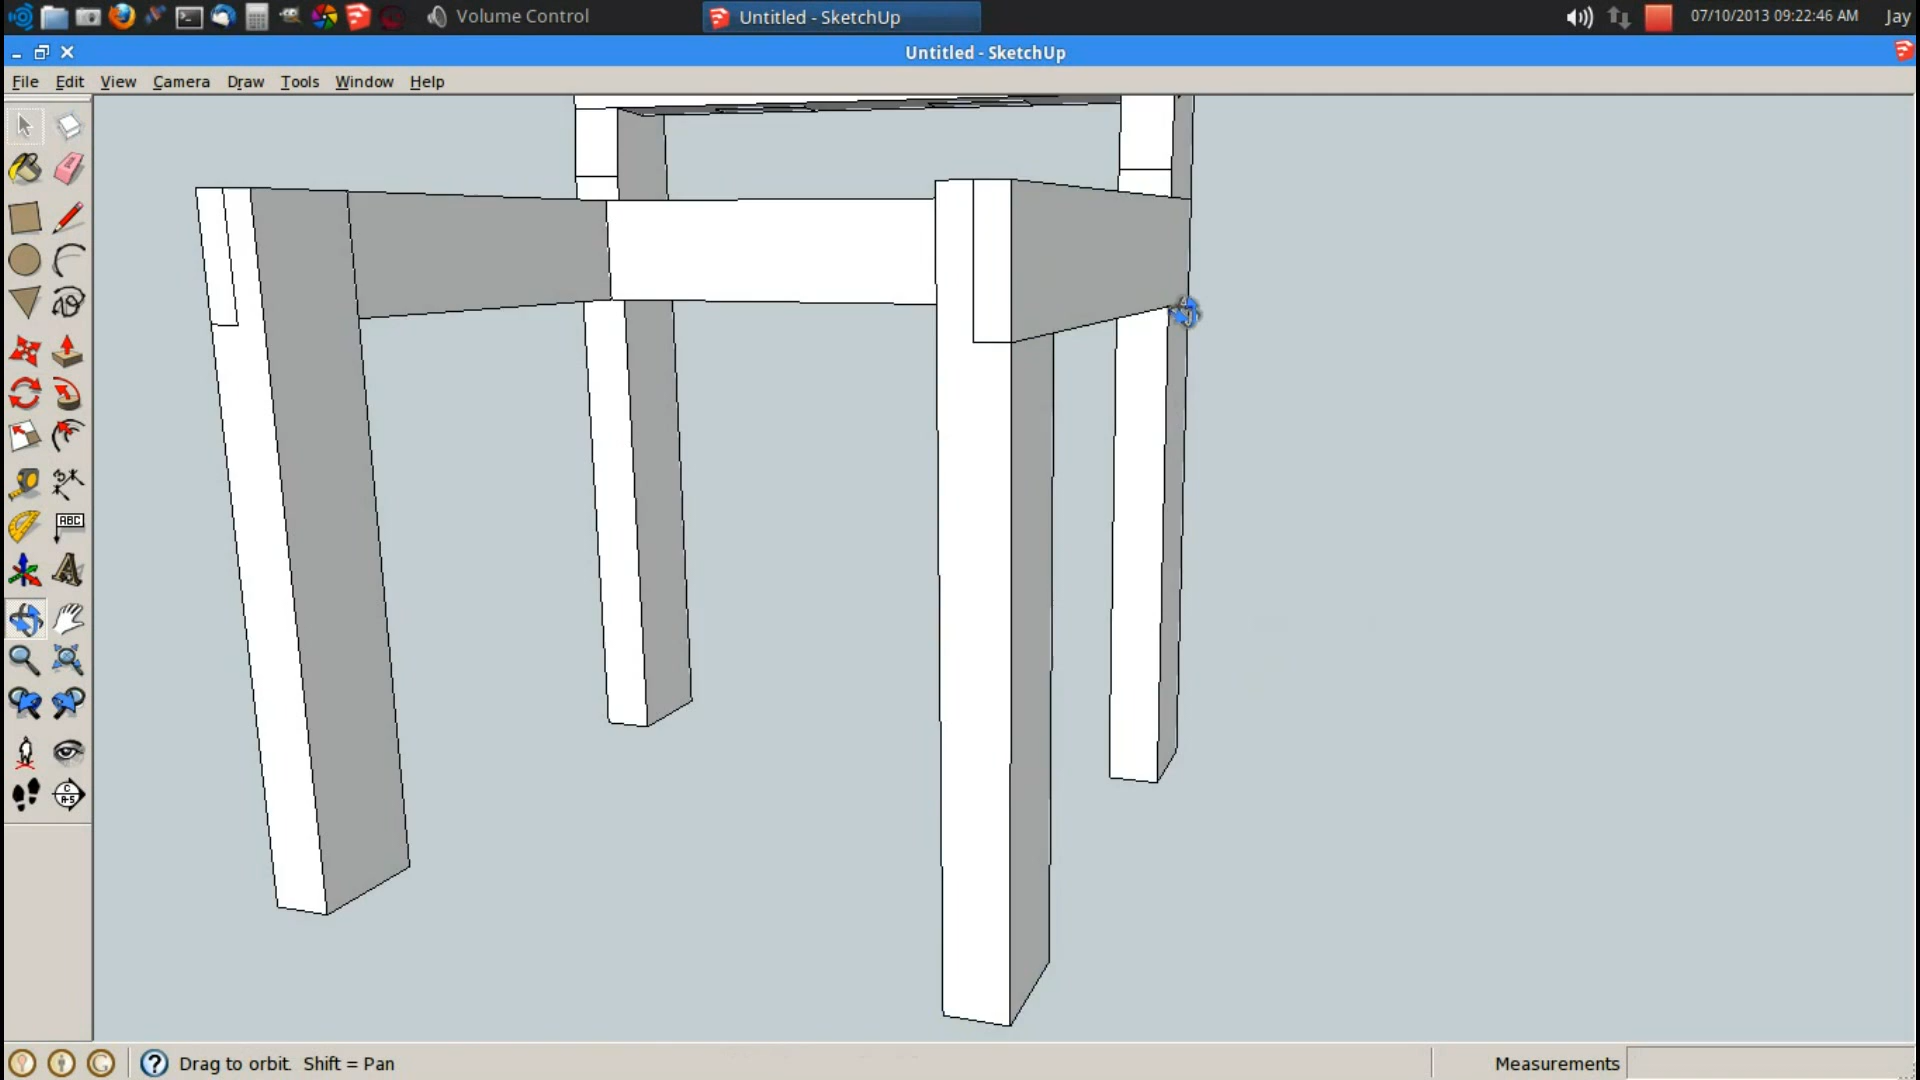 Volume Control
Untitled - SketchUp
07/10/2013 09:22:46 AM
Jay
Untitled - SketchUp
File Edit View Camera Draw Tools Window Help
ABC
A
Drag to orbit. Shift = Pan
Measurements